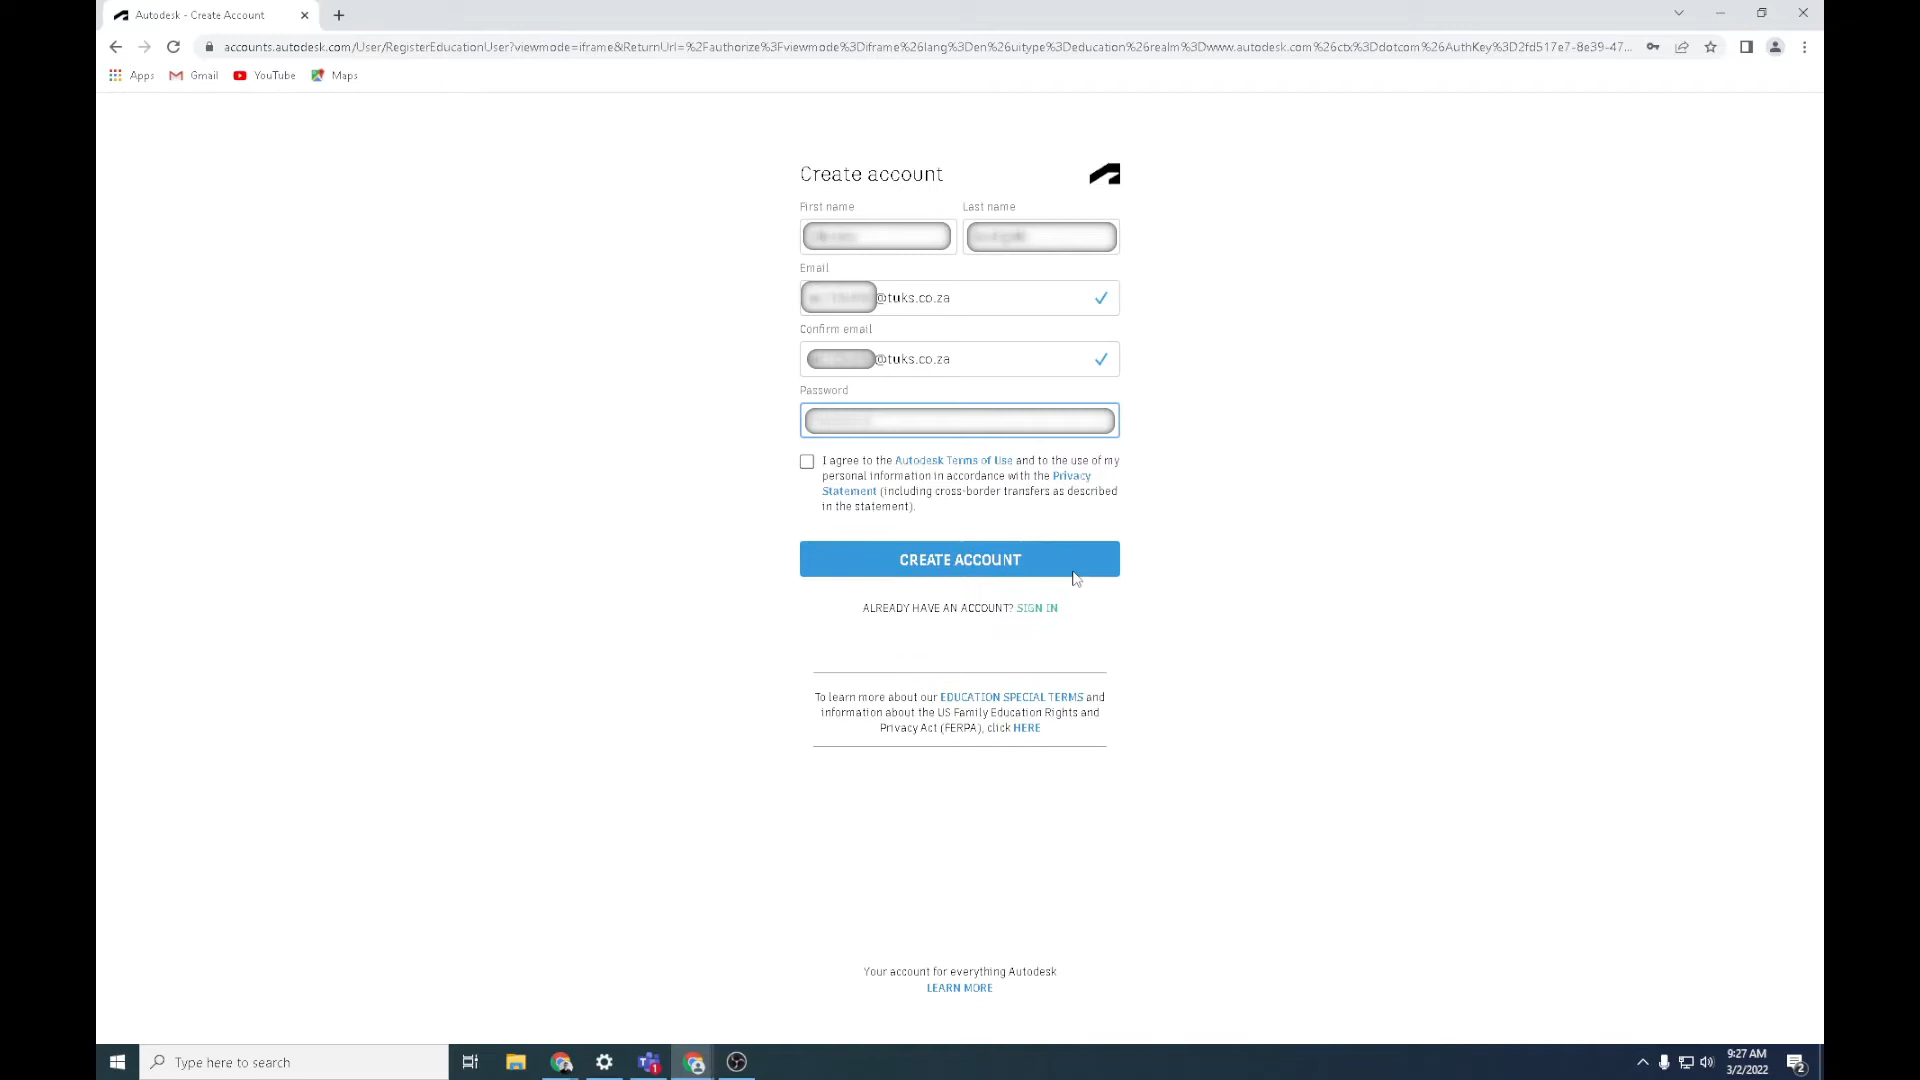 Autodesk - Create Account
accounts.autodesk.com/User/RegisterEducationUser?viewmode=iframe&ReturnUrl=%2Fauthorize%3Fviewmode%3Diframe%26lang%3Den%26uitype%3Deducation%26realm%3Dwww.autodesk.com%26ctx%3Ddotcom%26AuthKey%3D2fd517e7-8e39-47...
Apps Gmail YouTube Maps
Create account
First name Last name
Email
@tuks.co.za
Confirm email
@tuks.co.za
Password
I agree to the Autodesk Terms of Use and to the use of my
personal information in accordance with the Privacy
Statement (including cross-border transfers as described
in the statement).
CREATE ACCOUNT
ALREADY HAVE AN ACCOUNT? SIGN IN
To learn more about our EDUCATION SPECIAL TERMS and
information about the US Family Education Rights and
Privacy Act (FERPA), click HERE
Your account for everything Autodesk
LEARN MORE
Type here to search
1
9:27 AM
3/2/2022
2